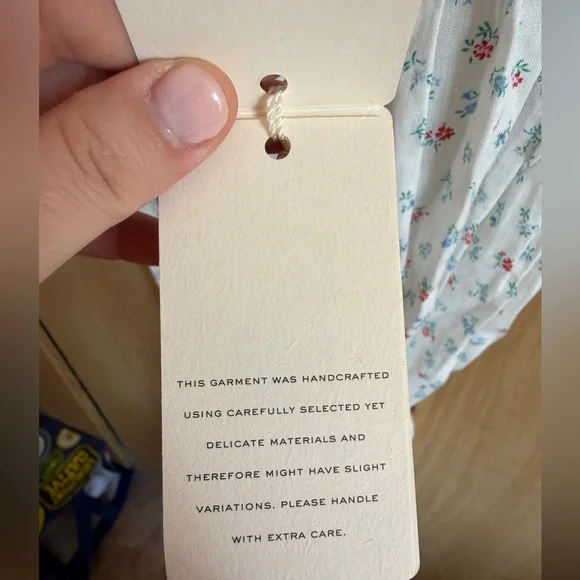 THIS GARMENT WAS HANDCRAFTED
USING CAREFULLY SELECTED YET
DELICATE MATERIALS AND
THEREFORE MIGHT HAVE SLIGHT
VARIATIONS. PLEASE HANDLE
WITH EXTRA CARE.